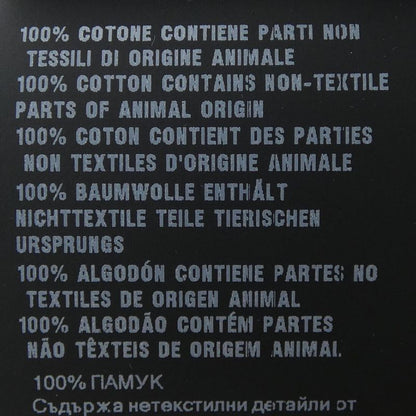 100% COTONE CONTIENE PARTI NON
TESSILI DI ORIGINE ANIMALE
100% COTTON CONTAINS NON-TEXTILE
PARTS OF ANIMAL ORIGIN
100% COTON CONTIENT DES PARTIES
NON TEXTILES D'ORIGINE ANIMALE
100% BAUMWOLLE ENTHÅLT
NICHTTEXTILE TEILE TIERISCHEN
URSPRUNGS
100% ALGODÓN CONTIENE PARTES NO
TEXTILES DE ORIGEN ANIMAL
100% ALGODÃO CONTÉM PARTES
NÃO TÊXTEIS DE ORIGEM ANIMAL
100% ПАМУК
Съдържа нетекстилни детайли от